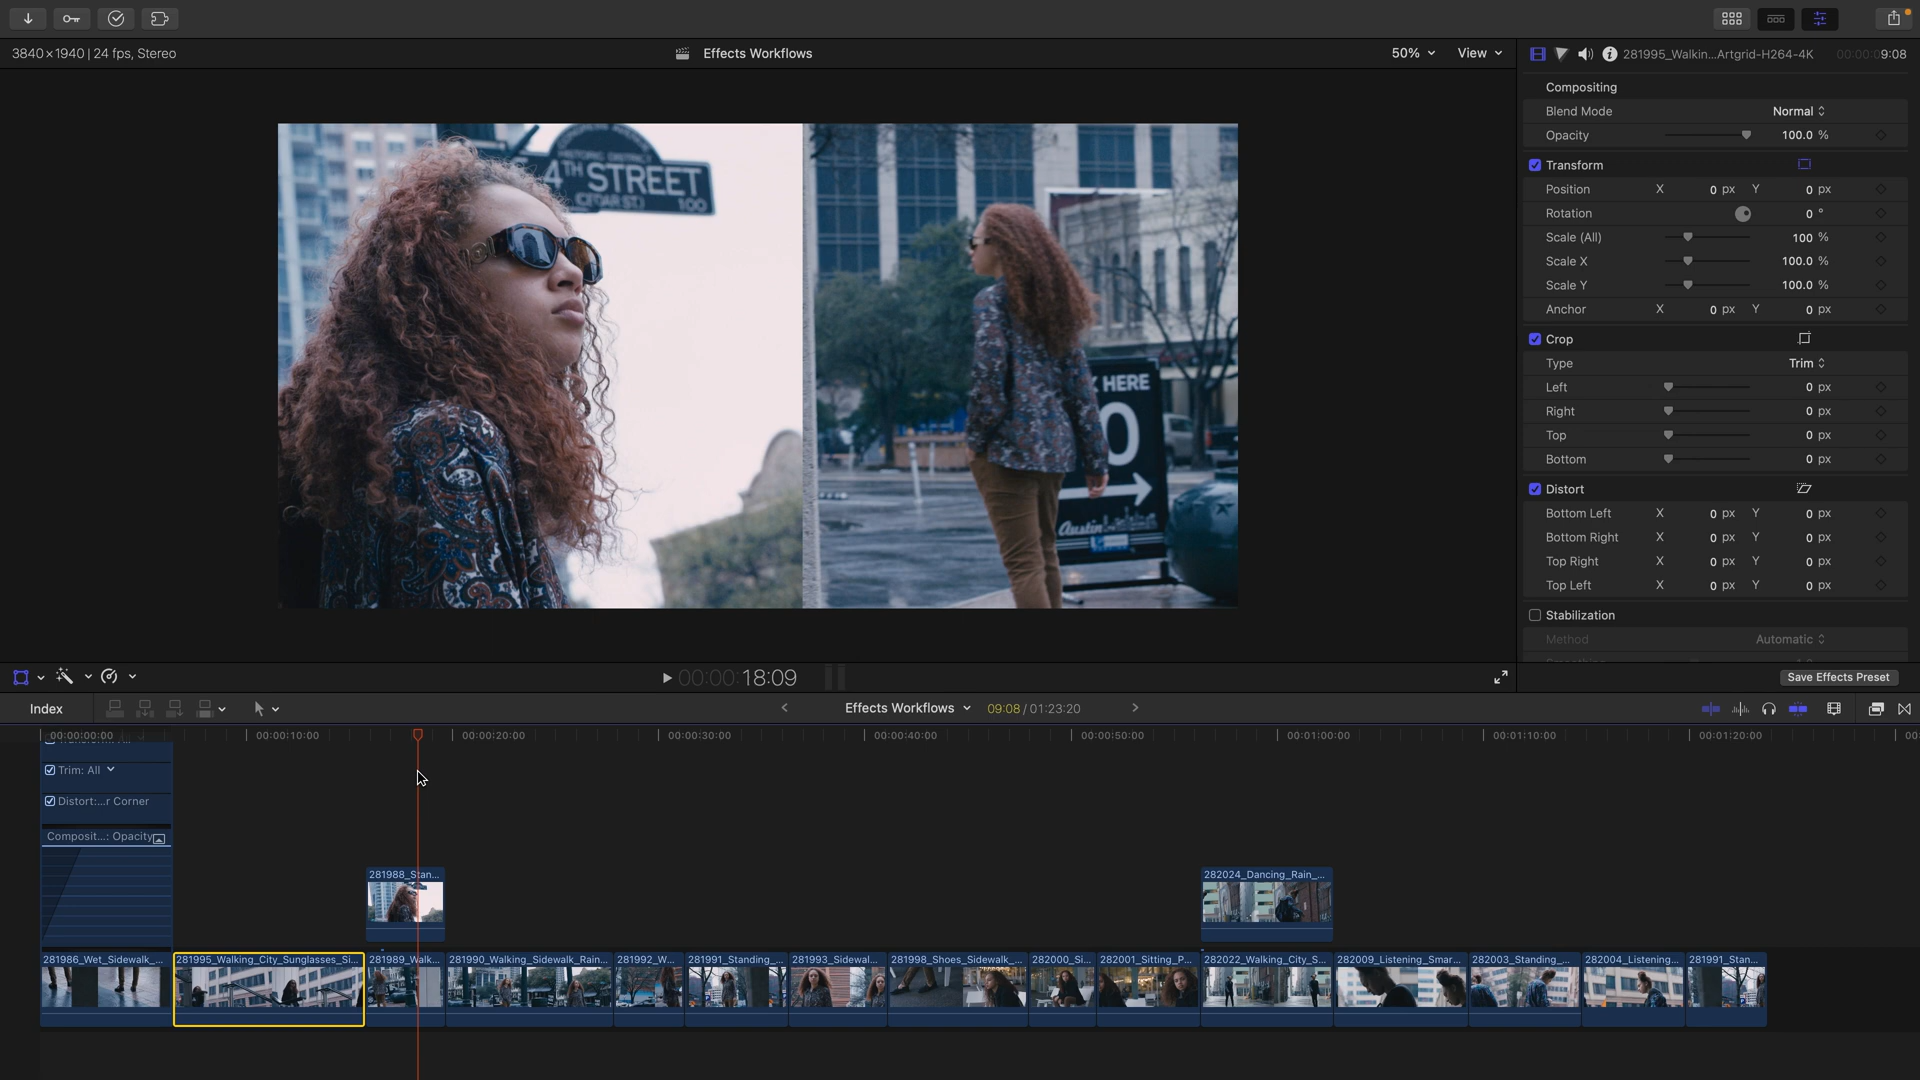 3840×1940 | 24 fps, Stereo
Effects Workflows
50%
View
281995_Walkin...Artgrid-H264-4K
00:00:09:08
4TH STREET
CEDAR ST.
100
K HERE
Austin
Compositing
Blend Mode
Normal
Opacity
100.0 %
Transform
Position X 0 px Y 0 px
Rotation 0 °
Scale (All) 100 %
Scale X 100.0 %
Scale Y 100.0 %
Anchor X 0 px Y 0 px
Crop
Type Trim
Left 0 px
Right 0 px
Top 0 px
Bottom 0 px
Distort
Bottom Left X 0 px Y 0 px
Bottom Right X 0 px Y 0 px
Top Right X 0 px Y 0 px
Top Left X 0 px Y 0 px
Stabilization
Method Automatic
00:00:18:09
Save Effects Preset
Index
Effects Workflows
09:08 / 01:23:20
00:00:00:00
00:00:10:00
00:00:20:00
00:00:30:00
00:00:40:00
00:00:50:00
00:01:00:00
00:01:10:00
00:01:20:00
00:
Trim: All
Distort:...r Corner
Composit...: Opacity
281988_Stan...
282024_Dancing_Rain_...
281986_Wet_Sidewalk_...
281995_Walking_City_Sunglasses_Si...
281989_Walk...
281990_Walking_Sidewalk_Rain...
281992_W...
281991_Standing_...
281993_Sidewal...
281998_Shoes_Sidewalk_...
282000_Si...
282001_Sitting_P...
282022_Walking_City_S...
282009_Listening_Smar...
282003_Standing_...
282004_Listening...
281991_Stan...